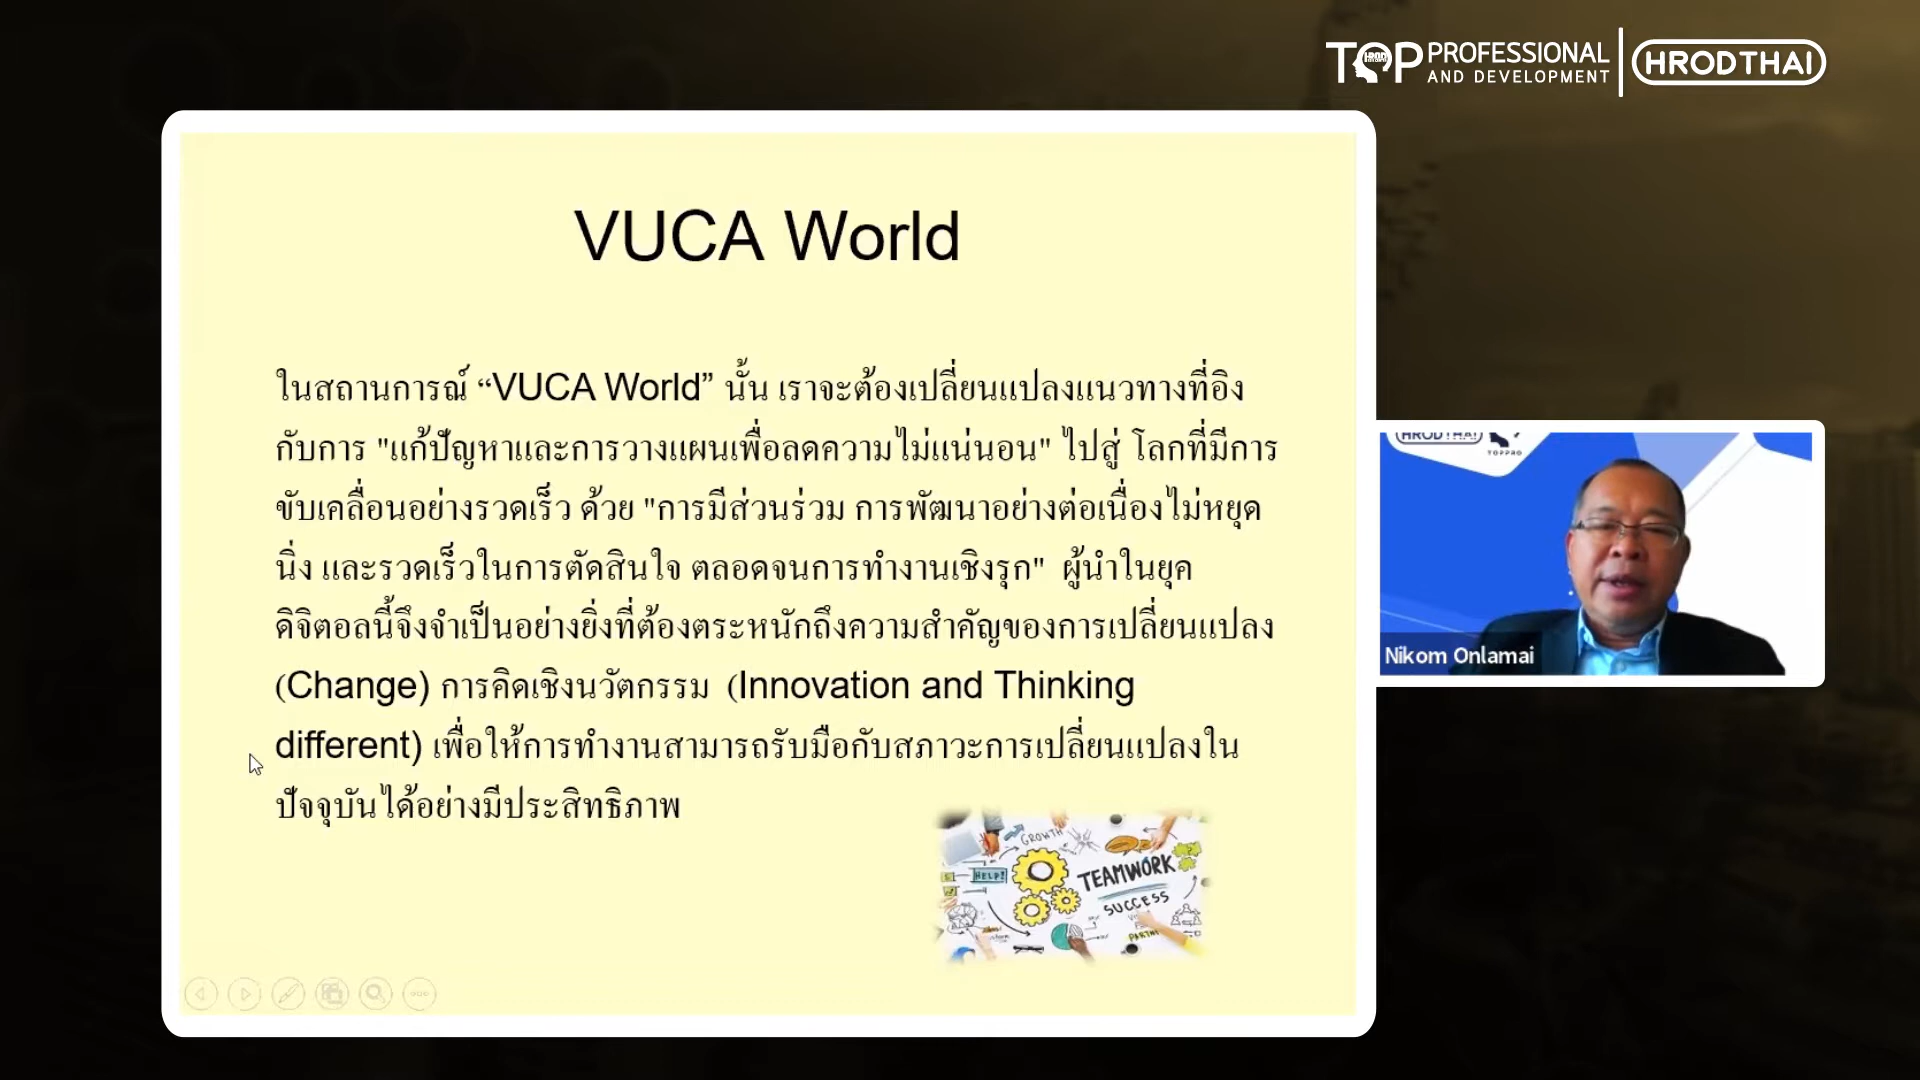 TOP PROFESSIONAL
AND DEVELOPMENT
HRODTHAI
VUCA World
ในสถานการณ์ “VUCA World” นั้น เราจะต้องเปลี่ยนแปลงแนวทางที่อิง
กับการ "แก้ปัญหาและการวางแผนเพื่อลดความไม่แน่นอน" ไปสู่ โลกที่มีการ
ขับเคลื่อนอย่างรวดเร็ว ด้วย "การมีส่วนร่วม การพัฒนาอย่างต่อเนื่องไม่หยุด
นิ่ง และรวดเร็วในการตัดสินใจ ตลอดจนการทำงานเชิงรุก" ผู้นำในยุค
ดิจิตอลนี้จึงจำเป็นอย่างยิ่งที่ต้องตระหนักถึงความสำคัญของการเปลี่ยนแปลง
(Change) การคิดเชิงนวัตกรรม (Innovation and Thinking
different) เพื่อให้การทำงานสามารถรับมือกับสภาวะการเปลี่ยนแปลงใน
ปัจจุบันได้อย่างมีประสิทธิภาพ
GROWTH
HELP!
TEAMWORK
SUCCESS
HRODTHAI
TOPPRO
Nikom Onlamai